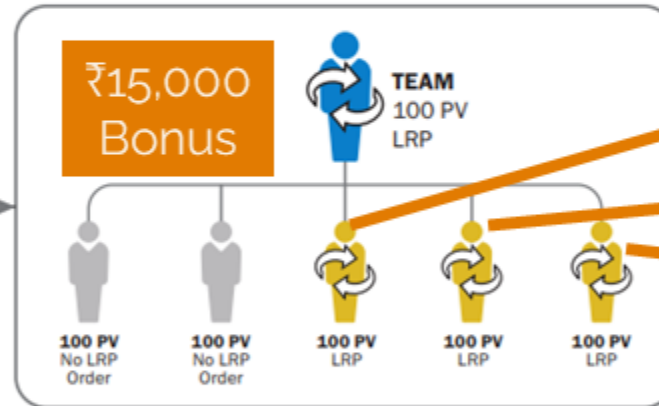 ₹15,000
Bonus
TEAM
100 PV
LRP
100 PV
No LRP
Order
100 PV
No LRP
Order
100 PV
LRP
100 PV
LRP
100 PV
LRP